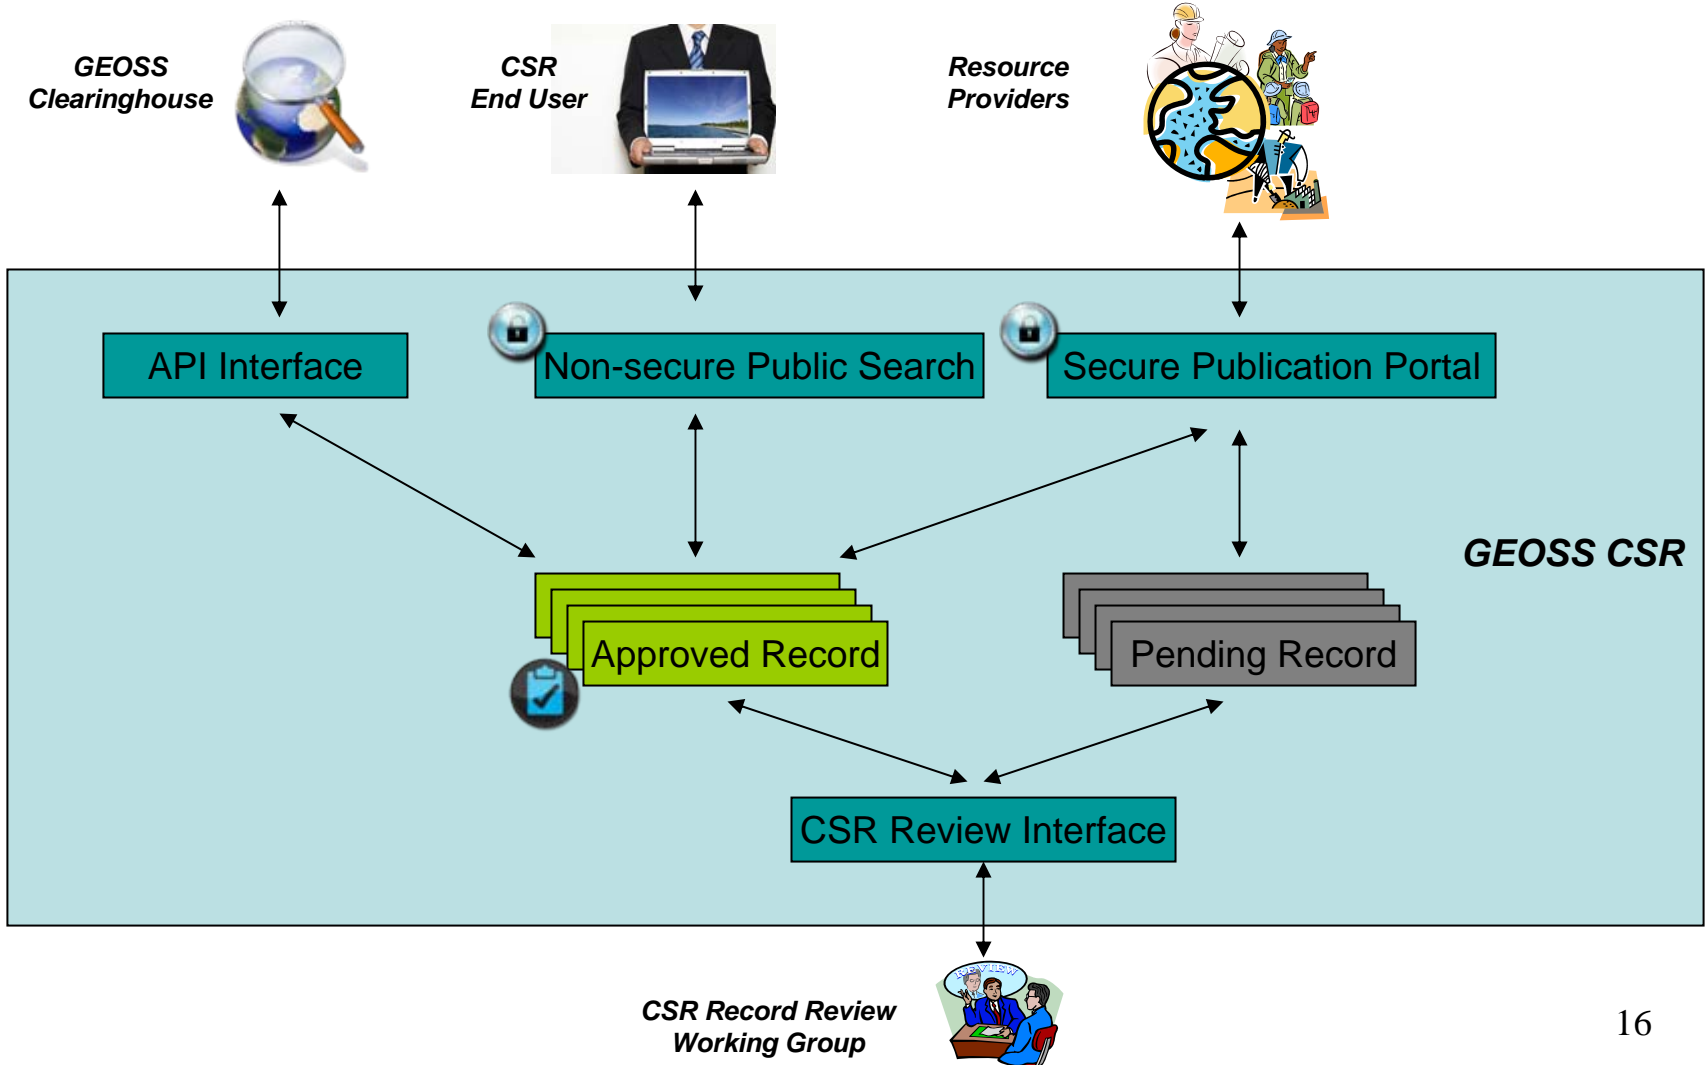 GEOSS
Clearinghouse
CSR
End User
Resource
Providers
API Interface
Non-secure Public Search
Secure Publication Portal
GEOSS CSR
Approved Record
Pending Record
CSR Review Interface
REVIEW
CSR Record Review
Working Group
16